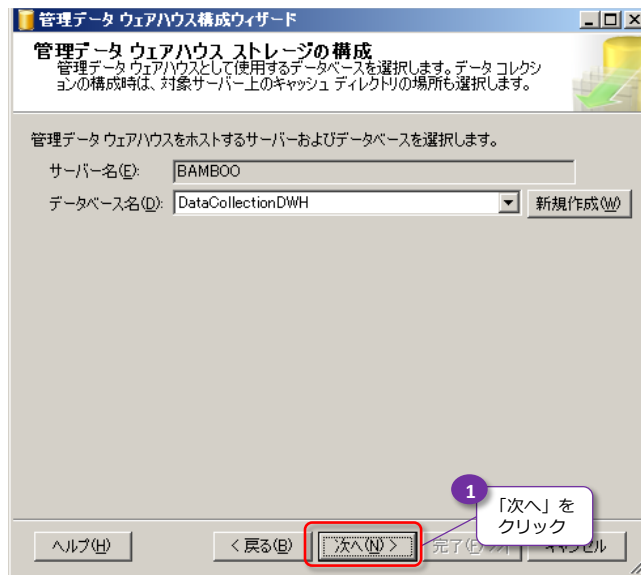 管理データ ウェアハウス構成ウィザード
管理データ ウェアハウス ストレージの構成
管理データ ウェアハウスとして使用するデータベースを選択します。データ コレクシ
ョンの構成時は、対象サーバー上のキャッシュ ディレクトリの場所も選択します。
管理データ ウェアハウスをホストするサーバーおよびデータベースを選択します。
サーバー名(E): BAMBOO
データベース名(D): DataCollectionDWH 新規作成(W)
1
「次へ」を
クリック
ヘルプ(H) < 戻る(B) 次へ(N) > 完了(F) >>| キャンセル